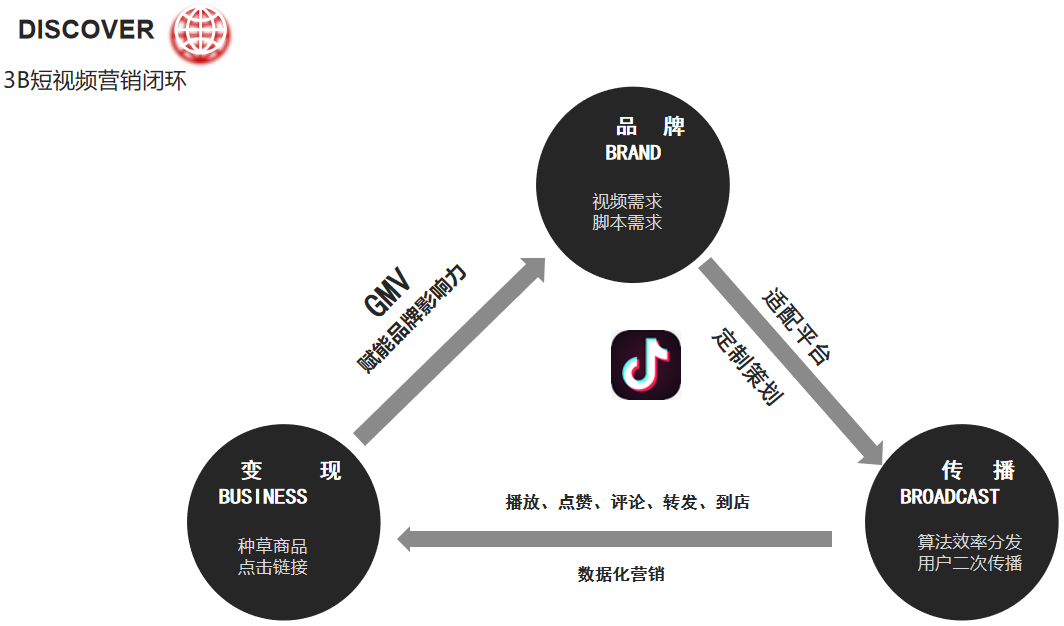 DISCOVER
3B短视频营销闭环
品 牌
BRAND
视频需求
脚本需求
GMV
赋能品牌影响力
适配平台
定制策划
变 现
BUSINESS
种草商品
点击链接
播放、点赞、评论、转发、到店
数据化营销
传 播
BROADCAST
算法效率分发
用户二次传播